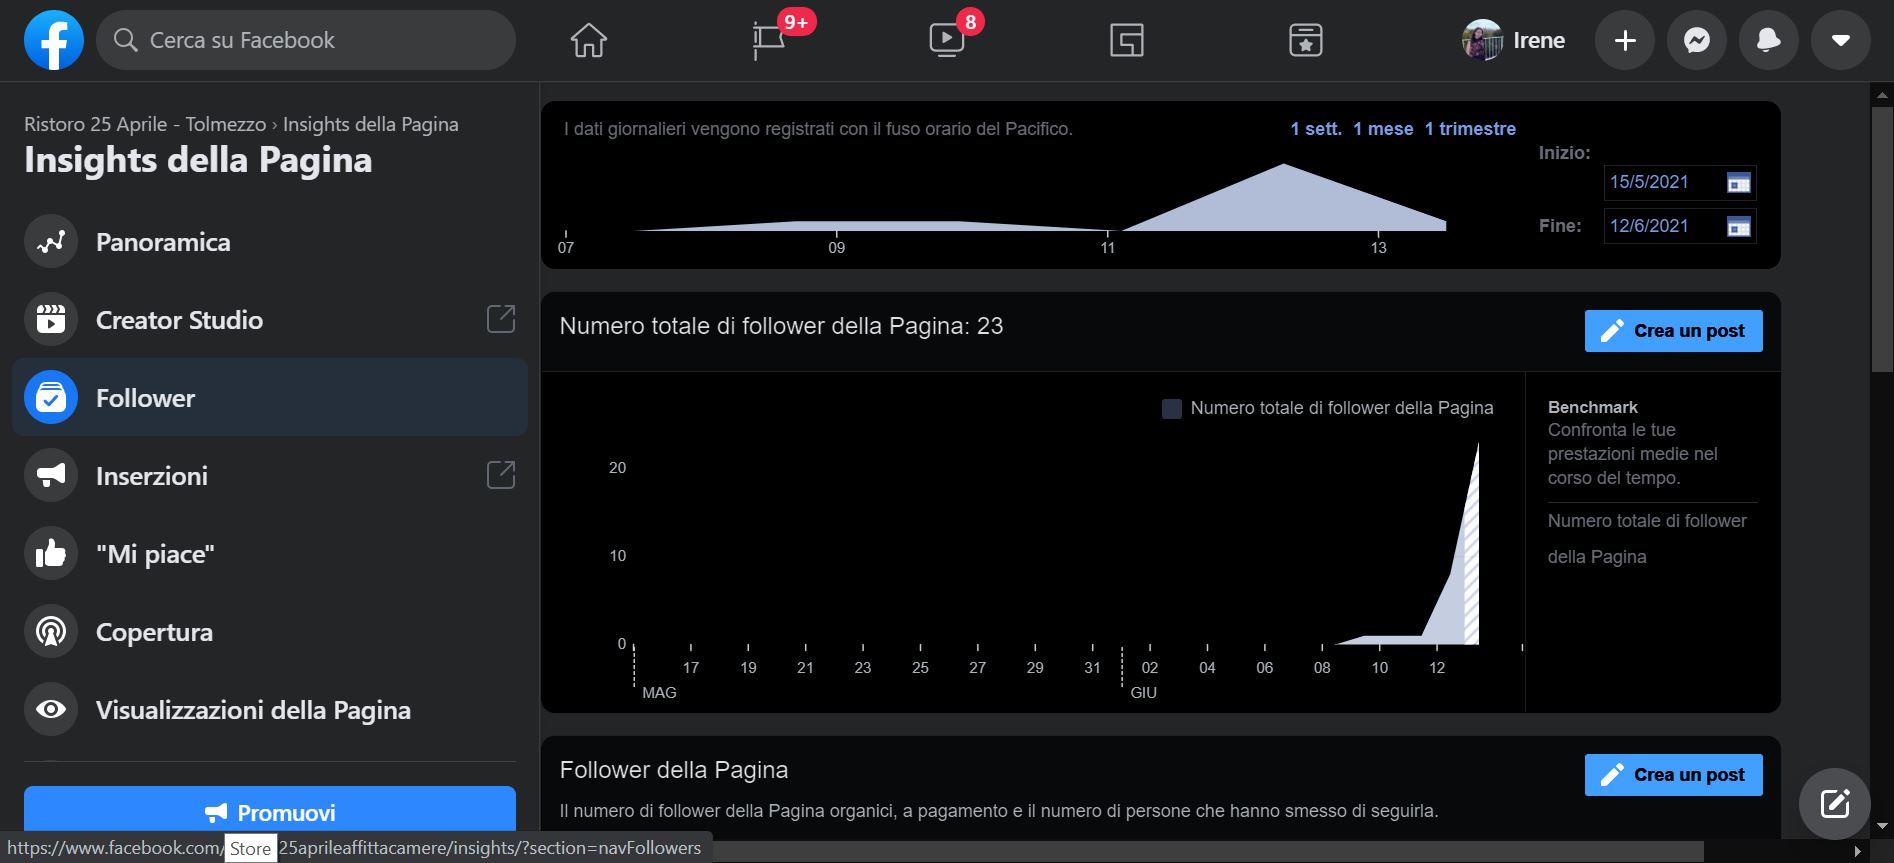 Cerca su Facebook
9+
8
Irene
Ristoro 25 Aprile - Tolmezzo › Insights della Pagina
Insights della Pagina
Panoramica
Creator Studio
Follower
Inserzioni
"Mi piace"
Copertura
Visualizzazioni della Pagina
Promuovi
I dati giornalieri vengono registrati con il fuso orario del Pacifico.
1 sett. 1 mese 1 trimestre
Inizio:
15/5/2021
Fine:
12/6/2021
07 09 11 13
Numero totale di follower della Pagina: 23
Crea un post
Numero totale di follower della Pagina
20
10
0
17 19 21 23 25 27 29 31 02 04 06 08 10 12
MAG GIU
Benchmark
Confronta le tue
prestazioni medie nel
corso del tempo.
Numero totale di follower
della Pagina
Follower della Pagina
Crea un post
Il numero di follower della Pagina organici, a pagamento e il numero di persone che hanno smesso di seguirla.
https://www.facebook.com/ Store 25aprileaffittacamere/insights/?section=navFollowers